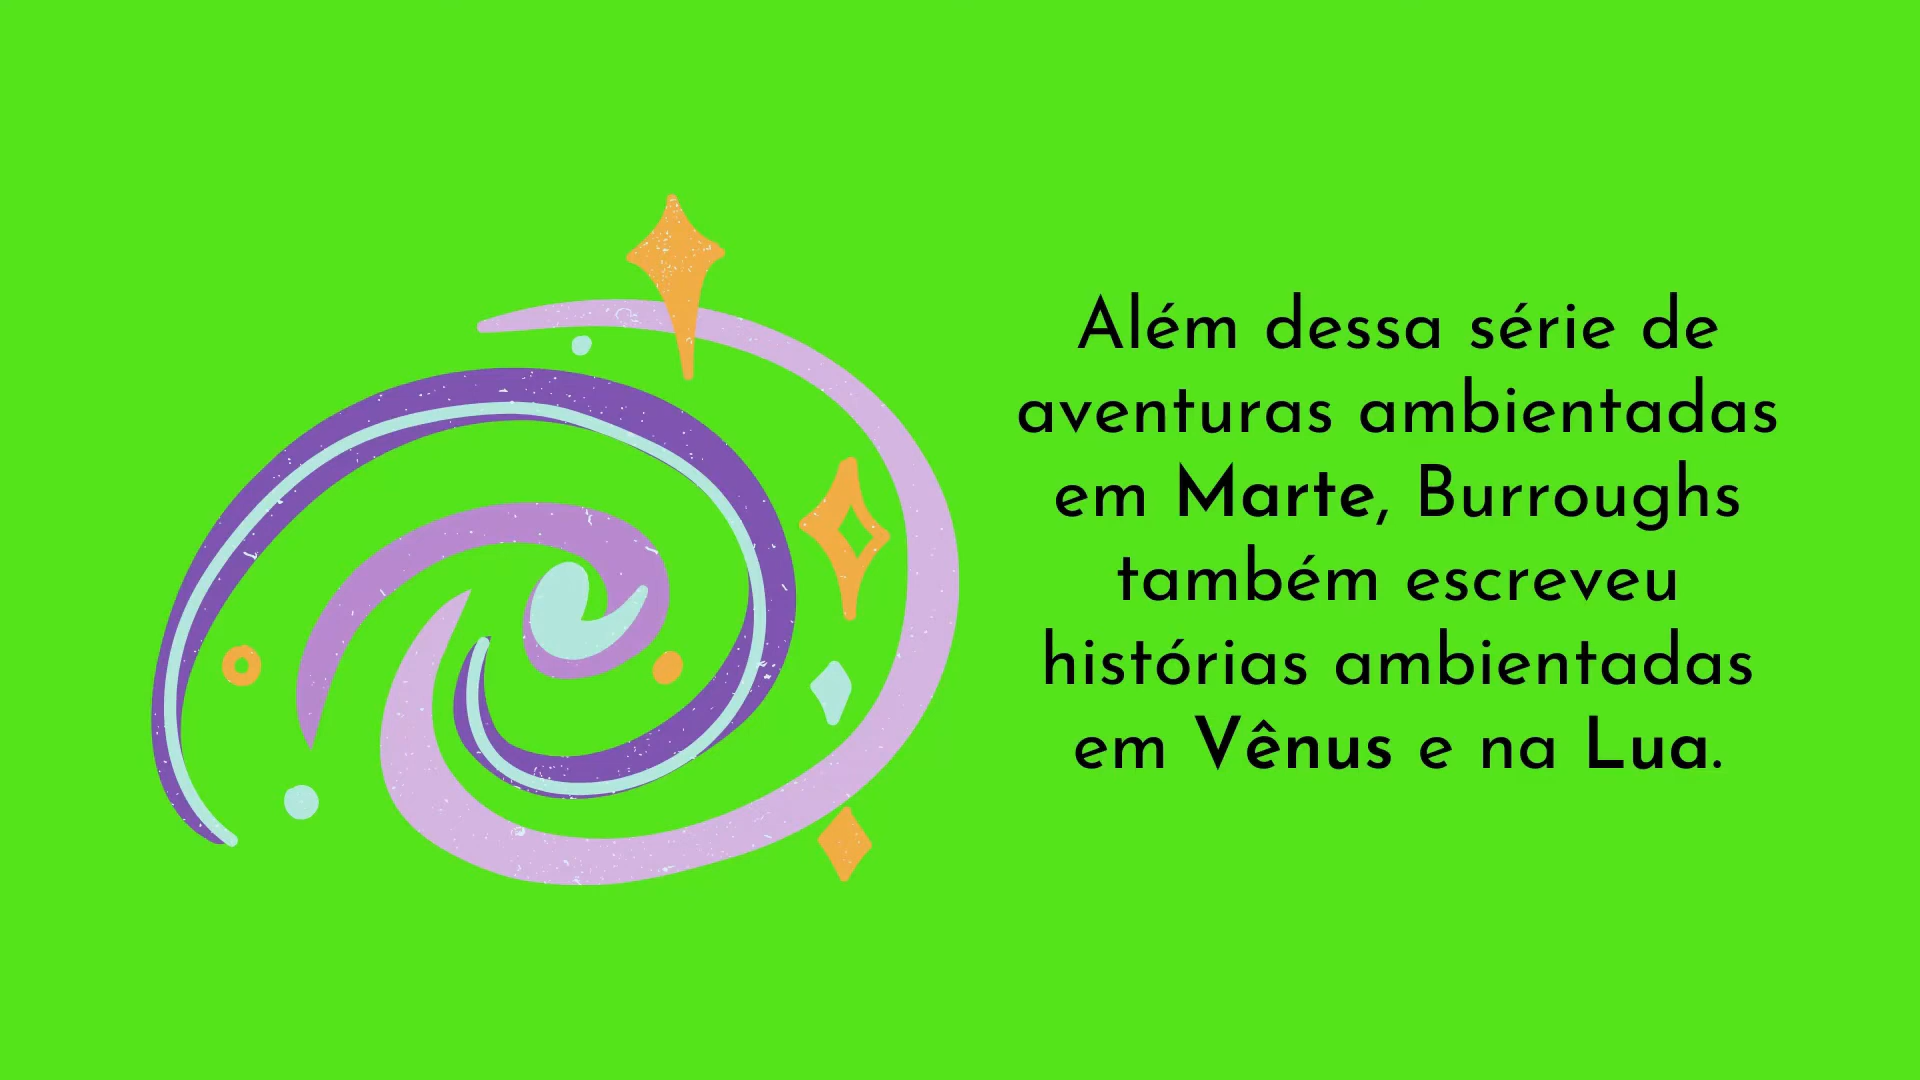 Além dessa série de
aventuras ambientadas
em Marte, Burroughs
também escreveu
histórias ambientadas
em Vênus e na Lua.